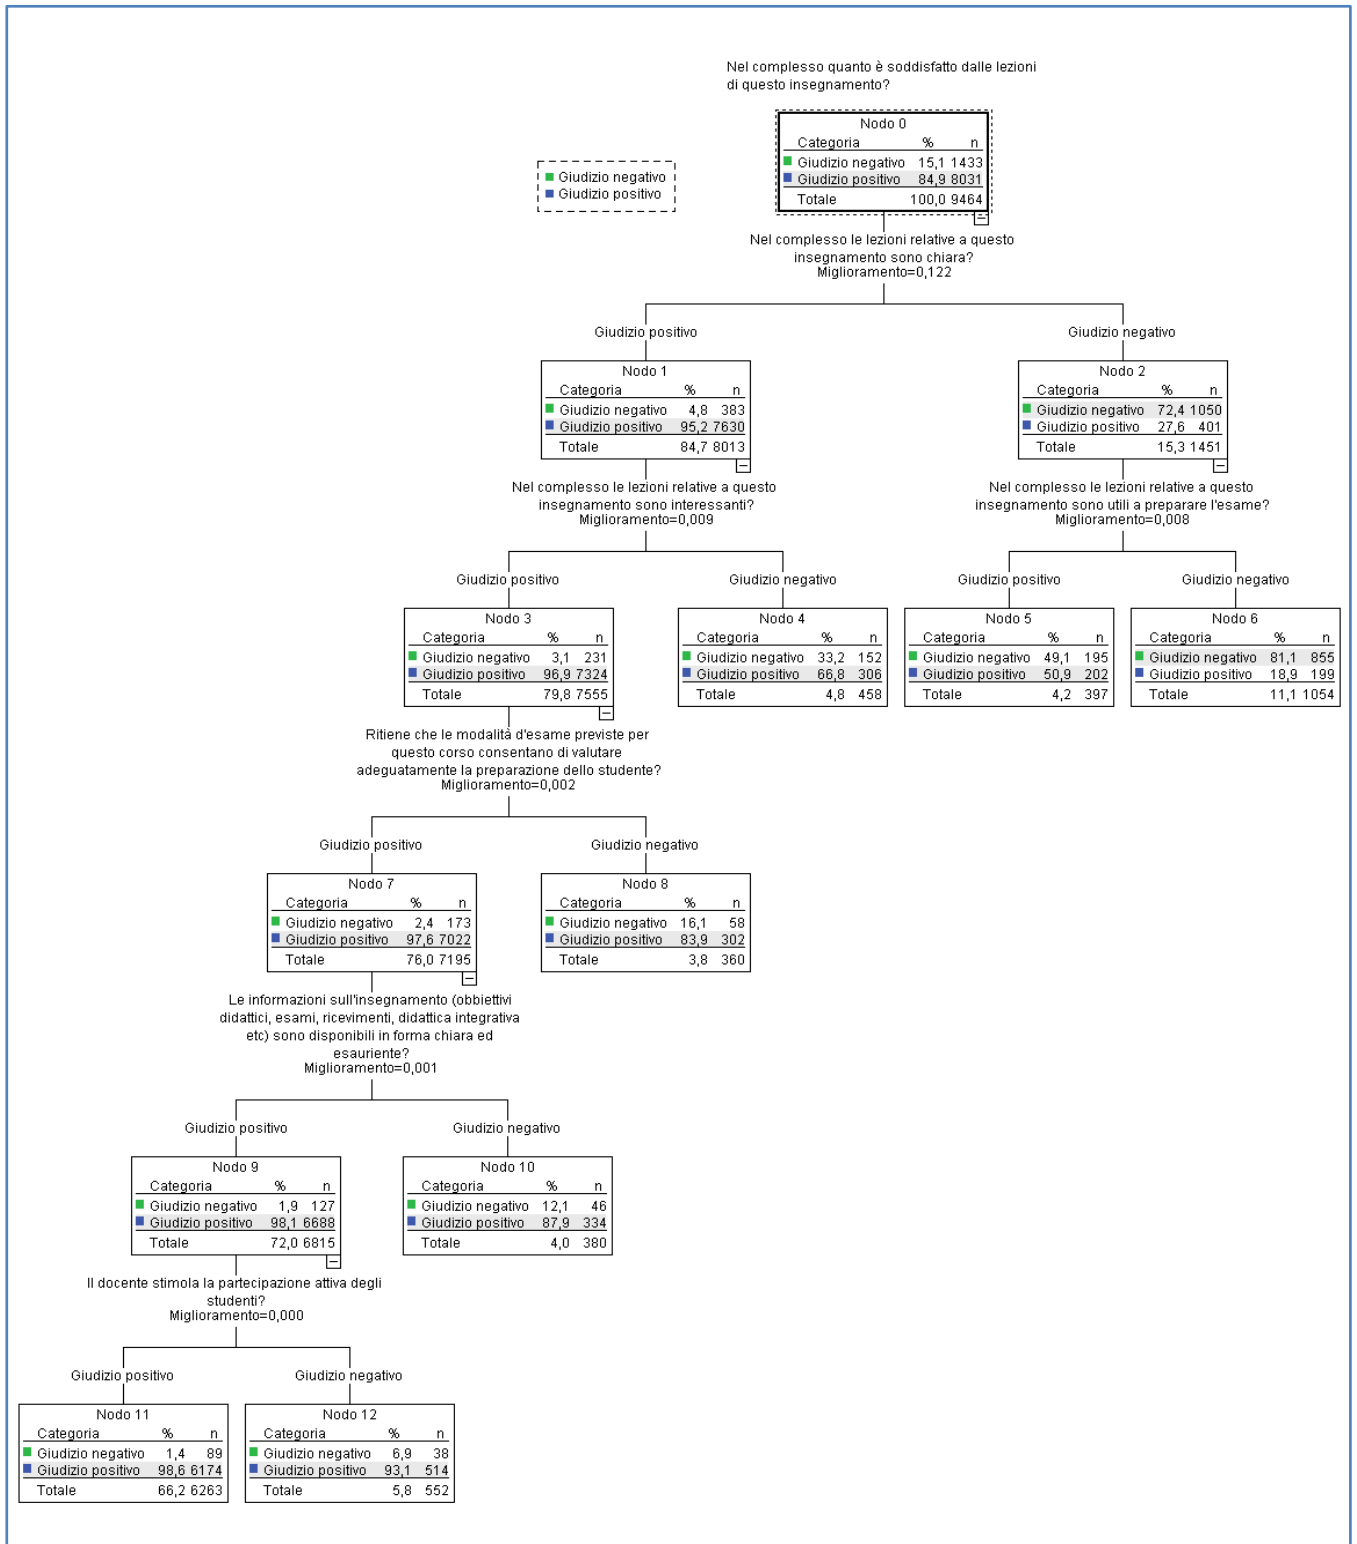 Nel complesso quanto è soddisfatto dalle lezioni
di questo insegnamento?
Nodo 0
Categoria % n
Giudizio negativo 15,1 1433
Giudizio positivo 84,9 8031
Totale 100,0 9464
Giudizio negativo
Giudizio positivo
Nel complesso le lezioni relative a questo
insegnamento sono chiara?
Miglioramento=0,122
Giudizio positivo
Giudizio negativo
Nodo 1
Categoria % n
Giudizio negativo 4,8 383
Giudizio positivo 95,2 7630
Totale 84,7 8013
Nodo 2
Categoria % n
Giudizio negativo 72,4 1050
Giudizio positivo 27,6 401
Totale 15,3 1451
Nel complesso le lezioni relative a questo
insegnamento sono interessanti?
Miglioramento=0,009
Nel complesso le lezioni relative a questo
insegnamento sono utili a preparare l'esame?
Miglioramento=0,008
Giudizio positivo
Giudizio negativo
Giudizio positivo
Giudizio negativo
Nodo 3
Categoria % n
Giudizio negativo 3,1 231
Giudizio positivo 96,9 7324
Totale 79,8 7555
Nodo 4
Categoria % n
Giudizio negativo 33,2 152
Giudizio positivo 66,8 306
Totale 4,8 458
Nodo 5
Categoria % n
Giudizio negativo 49,1 195
Giudizio positivo 50,9 202
Totale 4,2 397
Nodo 6
Categoria % n
Giudizio negativo 81,1 855
Giudizio positivo 18,9 199
Totale 11,1 1054
Ritiene che le modalità d'esame previste per
questo corso consentano di valutare
adeguatamente la preparazione dello studente?
Miglioramento=0,002
Giudizio positivo
Giudizio negativo
Nodo 7
Categoria % n
Giudizio negativo 2,4 173
Giudizio positivo 97,6 7022
Totale 76,0 7195
Nodo 8
Categoria % n
Giudizio negativo 16,1 58
Giudizio positivo 83,9 302
Totale 3,8 360
Le informazioni sull'insegnamento (obbiettivi
didattici, esami, ricevimenti, didattica integrativa
etc) sono disponibili in forma chiara ed
esauriente?
Miglioramento=0,001
Giudizio positivo
Giudizio negativo
Nodo 9
Categoria % n
Giudizio negativo 1,9 127
Giudizio positivo 98,1 6688
Totale 72,0 6815
Nodo 10
Categoria % n
Giudizio negativo 12,1 46
Giudizio positivo 87,9 334
Totale 4,0 380
Il docente stimola la partecipazione attiva degli
studenti?
Miglioramento=0,000
Giudizio positivo
Giudizio negativo
Nodo 11
Categoria % n
Giudizio negativo 1,4 89
Giudizio positivo 98,6 6174
Totale 66,2 6263
Nodo 12
Categoria % n
Giudizio negativo 6,9 38
Giudizio positivo 93,1 514
Totale 5,8 552